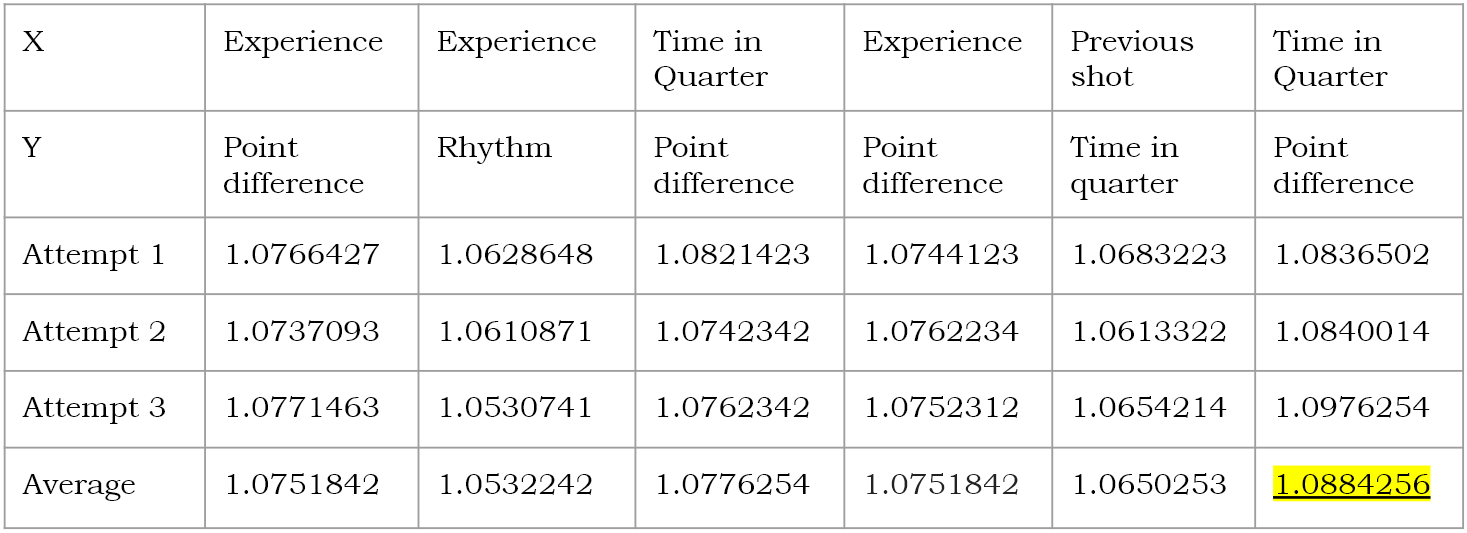 X Experience Experience Time in Quarter Experience Previous shot Time in Quarter
Y Point difference Rhythm Point difference Point difference Time in quarter Point difference
Attempt 1 1.0766427 1.0628648 1.0821423 1.0744123 1.0683223 1.0836502
Attempt 2 1.0737093 1.0610871 1.0742342 1.0762234 1.0613322 1.0840014
Attempt 3 1.0771463 1.0530741 1.0762342 1.0752312 1.0654214 1.0976254
Average 1.0751842 1.0532242 1.0776254 1.0751842 1.0650253 1.0884256